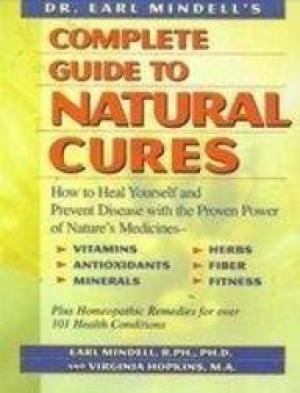 DR. EARL MINDELL'S
COMPLETE
GUIDE TO
NATURAL
CURES
How to Heal Yourself and
Prevent Disease with the Proven Power
of Nature's Medicines—
► VITAMINS ► HERBS
► ANTIOXIDANTS ► FIBER
► MINERALS ► FITNESS
Plus Homeopathic Remedies for over
101 Health Conditions
EARL MINDELL, R.PH., PH.D.
AND VIRGINIA HOPKINS, M.A.